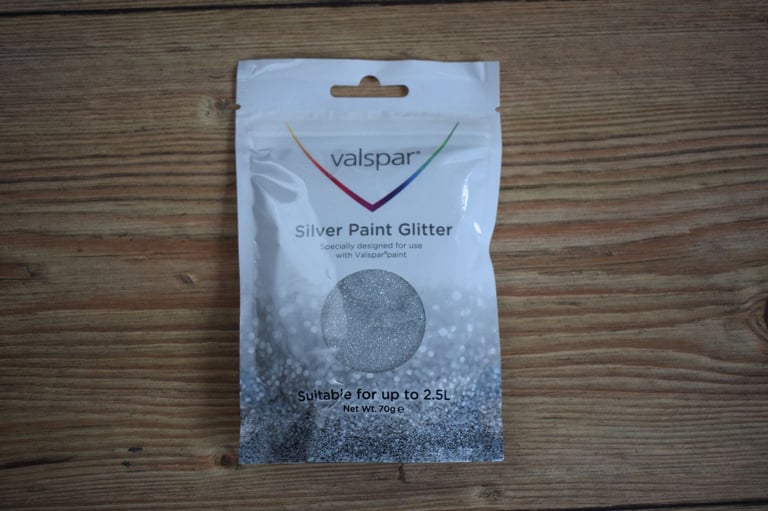 valspar®
Silver Paint Glitter
Specially designed for use
with Valspar® paint
Suitable for up to 2.5L
Net Wt. 70g ℮